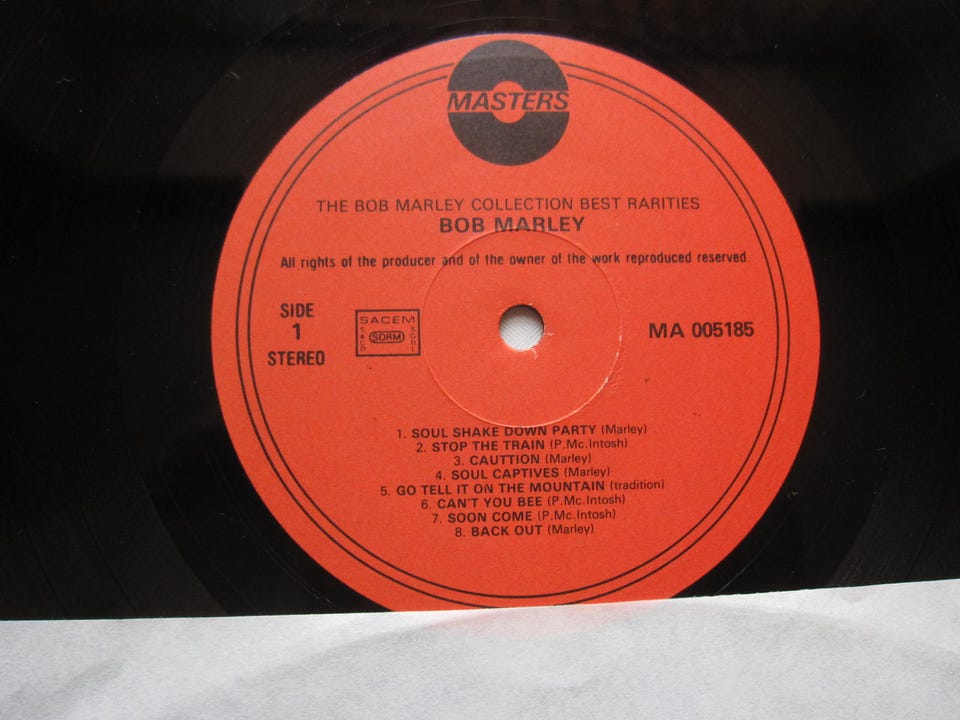 MASTERS
THE BOB MARLEY COLLECTION BEST RARITIES
BOB MARLEY
All rights of the producer and of the owner of the work reproduced reserved
SIDE
1
STEREO
SACEM
SACD
SDRM
SGDL
MA 005185
1. SOUL SHAKE DOWN PARTY (Marley)
2. STOP THE TRAIN (P.Mc.Intosh)
3. CAUTTION (Marley)
4. SOUL CAPTIVES (Marley)
5. GO TELL IT ON THE MOUNTAIN (tradition)
6. CAN'T YOU BEE (P.Mc.Intosh)
7. SOON COME (P.Mc.Intosh)
8. BACK OUT (Marley)